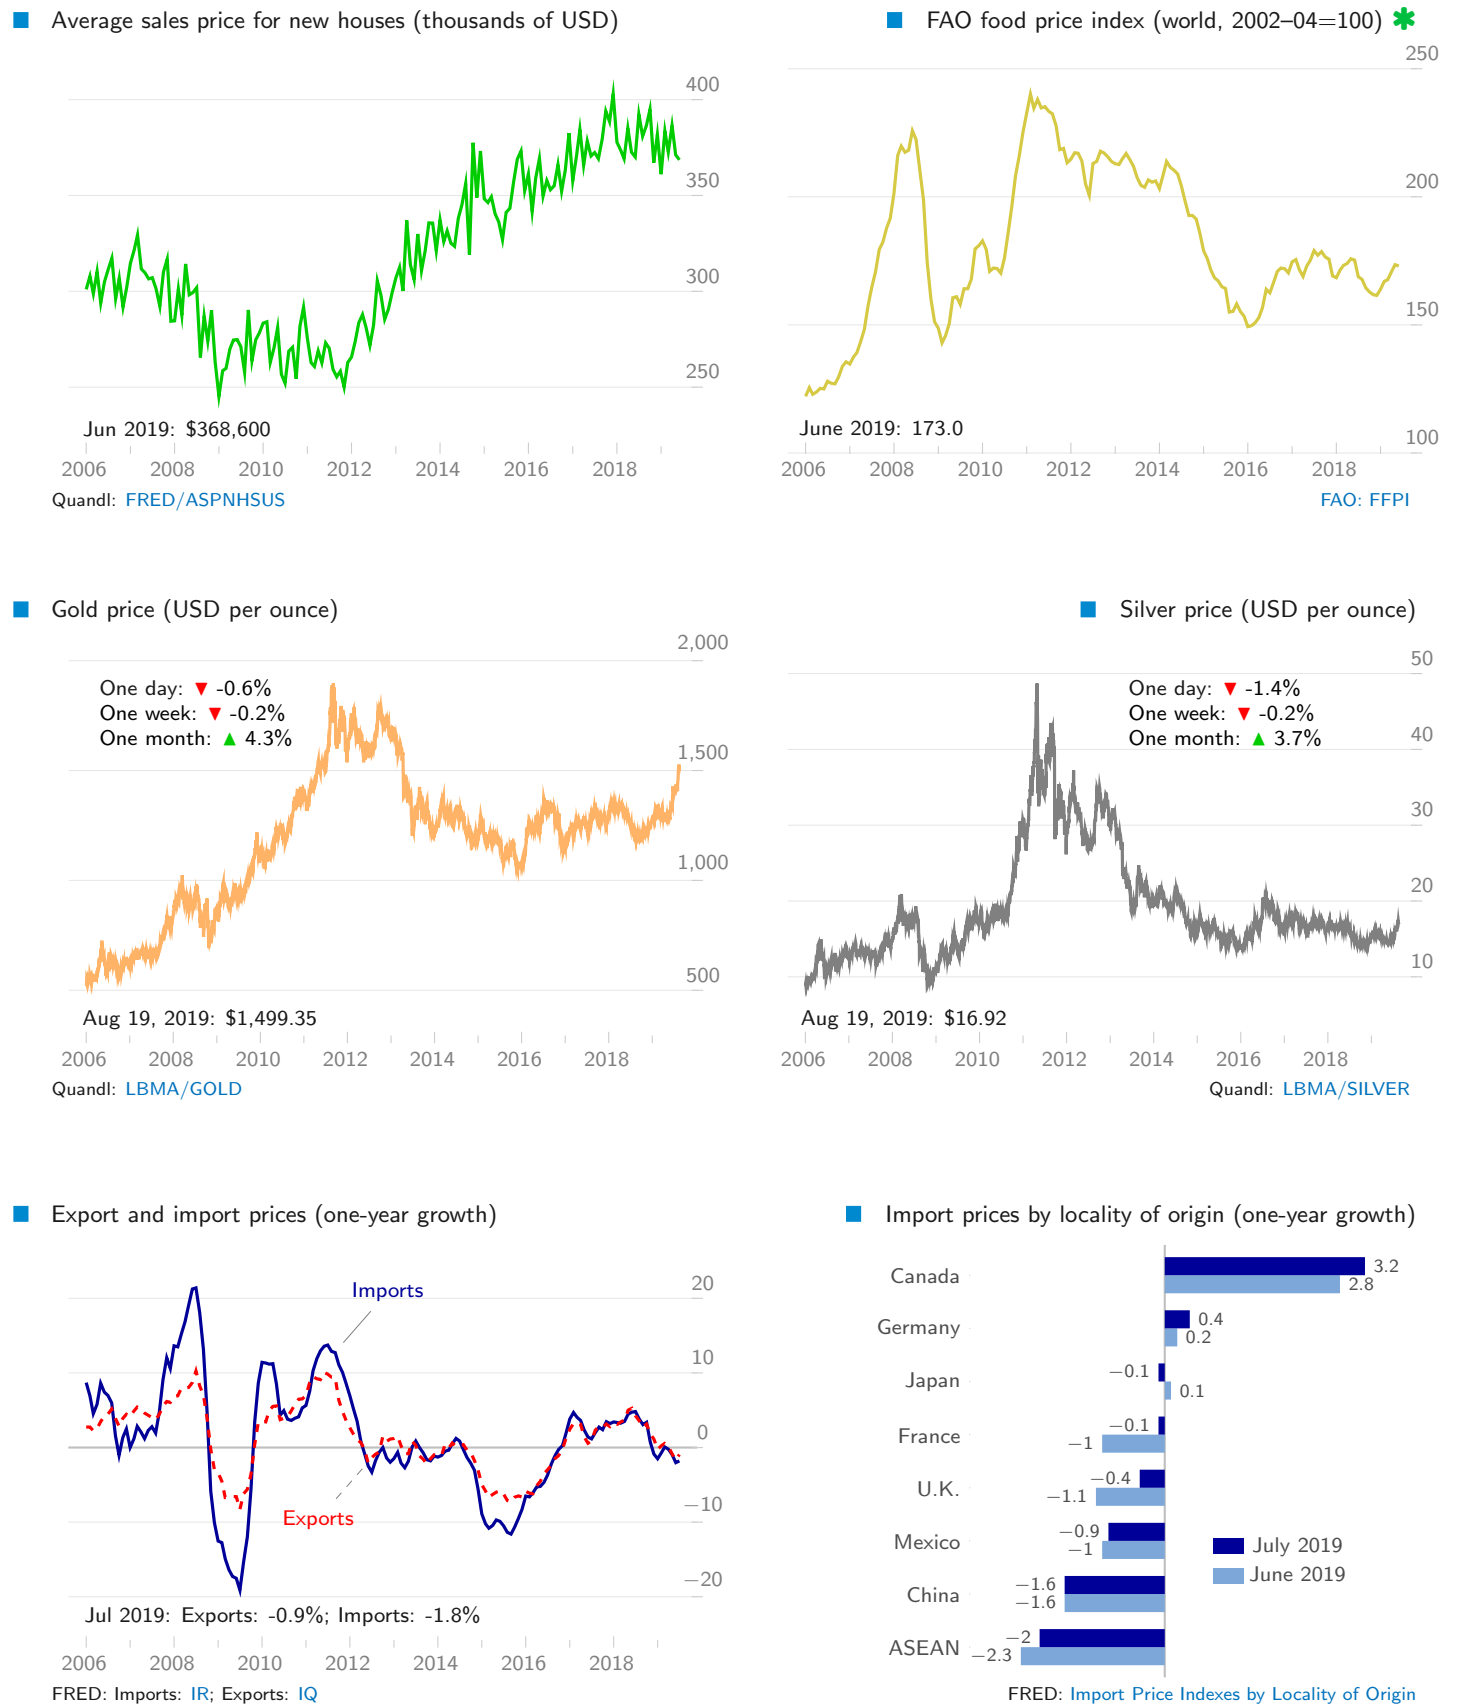 Average sales price for new houses (thousands of USD)
400
350
300
250
Jun 2019: $368,600
2006 2008 2010 2012 2014 2016 2018
Quandl: FRED/ASPNHSUS
FAO food price index (world, 2002–04=100) ✱
250
200
150
100
June 2019: 173.0
2006 2008 2010 2012 2014 2016 2018
FAO: FFPI
Gold price (USD per ounce)
2,000
One day: ▼ -0.6%
One week: ▼ -0.2%
One month: ▲ 4.3%
1,500
1,000
500
Aug 19, 2019: $1,499.35
2006 2008 2010 2012 2014 2016 2018
Quandl: LBMA/GOLD
Silver price (USD per ounce)
50
One day: ▼ -1.4%
One week: ▼ -0.2%
One month: ▲ 3.7%
40
30
20
10
Aug 19, 2019: $16.92
2006 2008 2010 2012 2014 2016 2018
Quandl: LBMA/SILVER
Export and import prices (one-year growth)
20
Imports
10
0
−10
Exports
−20
Jul 2019: Exports: -0.9%; Imports: -1.8%
2006 2008 2010 2012 2014 2016 2018
FRED: Imports: IR; Exports: IQ
Import prices by locality of origin (one-year growth)
Canada 3.2
2.8
Germany 0.4
0.2
Japan −0.1
0.1
France −0.1
−1
U.K. −0.4
−1.1
Mexico −0.9
−1
July 2019
June 2019
China −1.6
−1.6
ASEAN −2
−2.3
FRED: Import Price Indexes by Locality of Origin